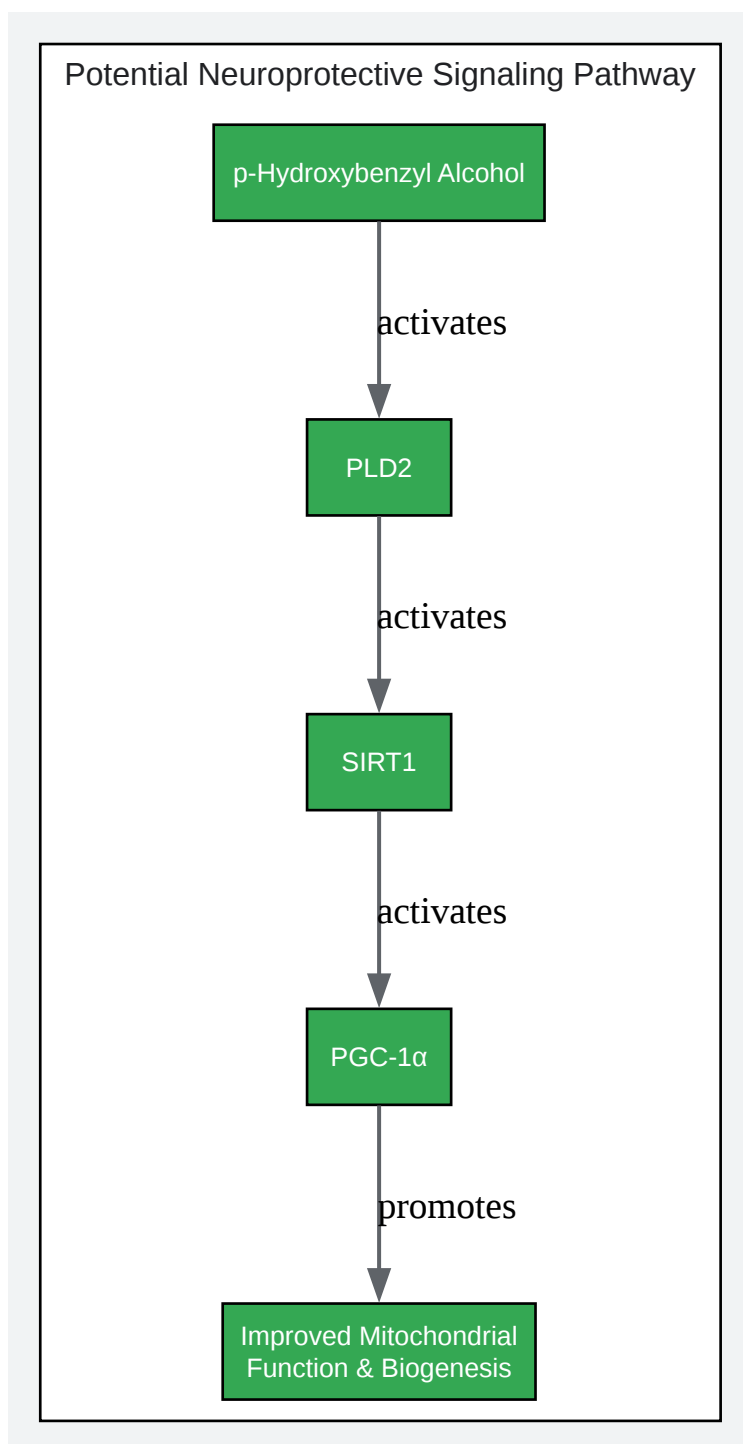 Potential Neuroprotective Signaling Pathway
p-Hydroxybenzyl Alcohol
activates
PLD2
activates
SIRT1
activates
PGC-1α
promotes
Improved Mitochondrial
Function & Biogenesis